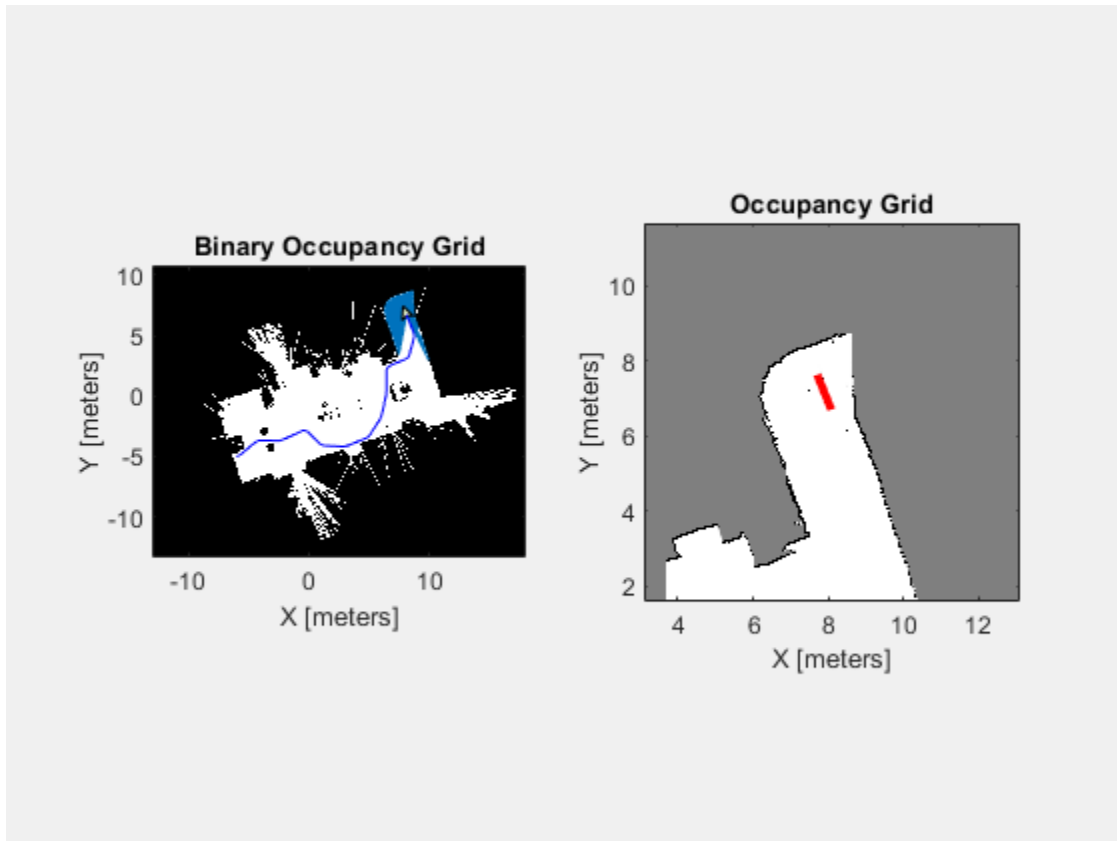 Binary Occupancy Grid
10
5
0
-5
-10
Y [meters]
-10 0 10
X [meters]
Occupancy Grid
10
8
6
4
2
Y [meters]
4 6 8 10 12
X [meters]